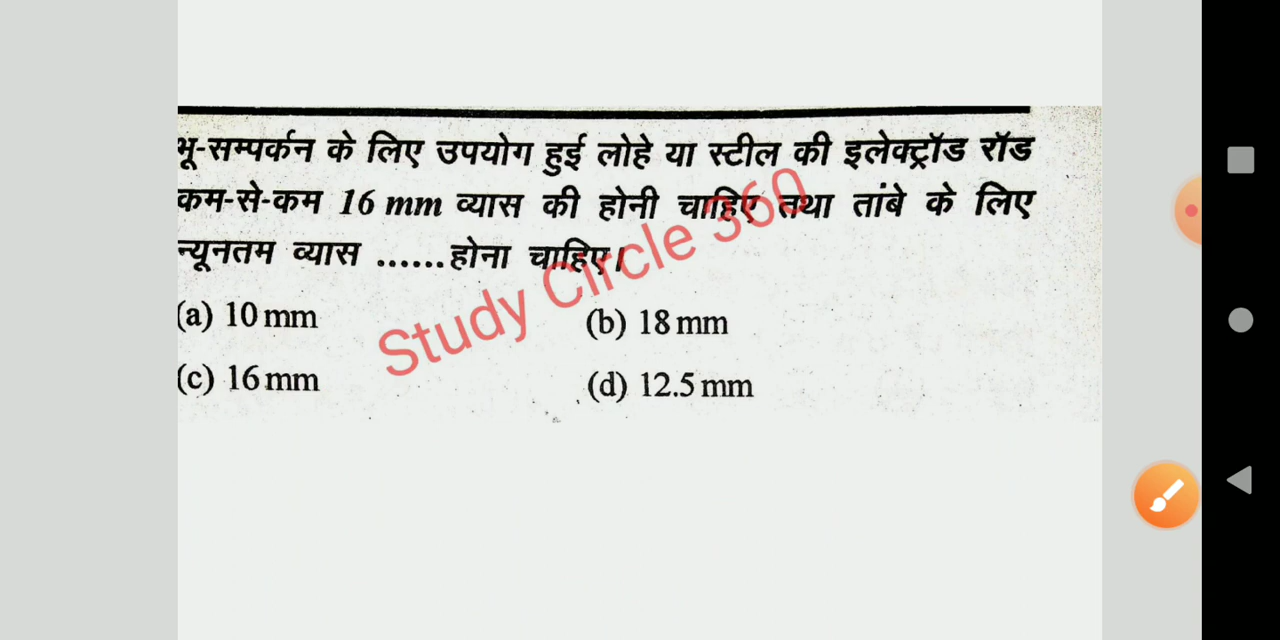 भू-सम्पर्कन के लिए उपयोग हुई लोहे या स्टील की इलेक्ट्रॉड रॉड
कम-से-कम 16 mm व्यास की होनी चाहिए तथा तांबे के लिए
न्यूनतम व्यास ......होना चाहिए।
(a) 10 mm (b) 18 mm
(c) 16 mm (d) 12.5 mm
Study Circle 360